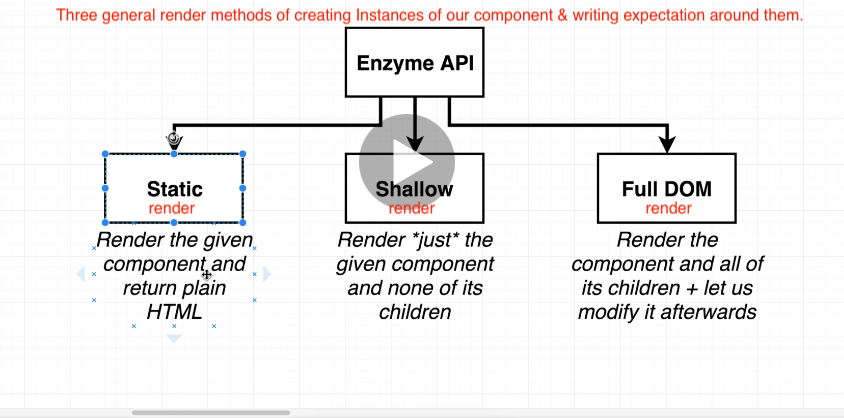 Three general render methods of creating Instances of our component & writing expectation around them.
Enzyme API
Static
render
Render the given
component and
return plain
HTML
Shallow
render
Render *just* the
given component
and none of its
children
Full DOM
render
Render the
component and all of
its children + let us
modify it afterwards